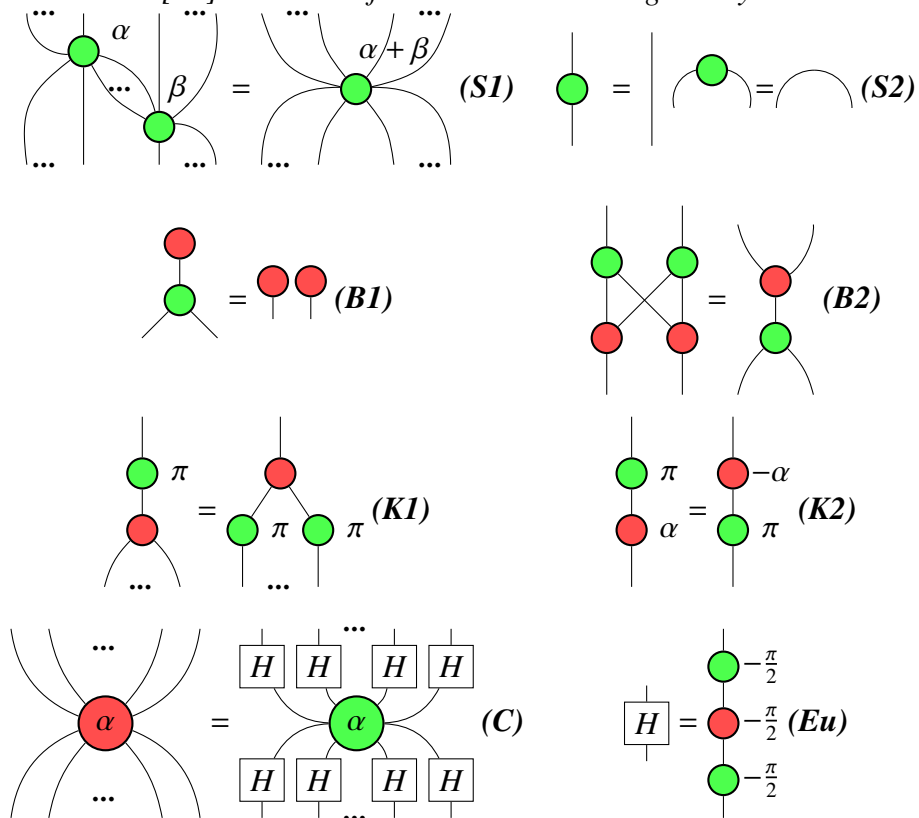 ... α ... ... α + β ...
... β = (S1) = = (S2)
... ... ... ...
= (B1) = (B2)
π = π π (K1) π α = −α π (K2)
... ...
... = ... H H H H
α α (C) H = −π/2 −π/2 (Eu) −π/2
... H H H H ...